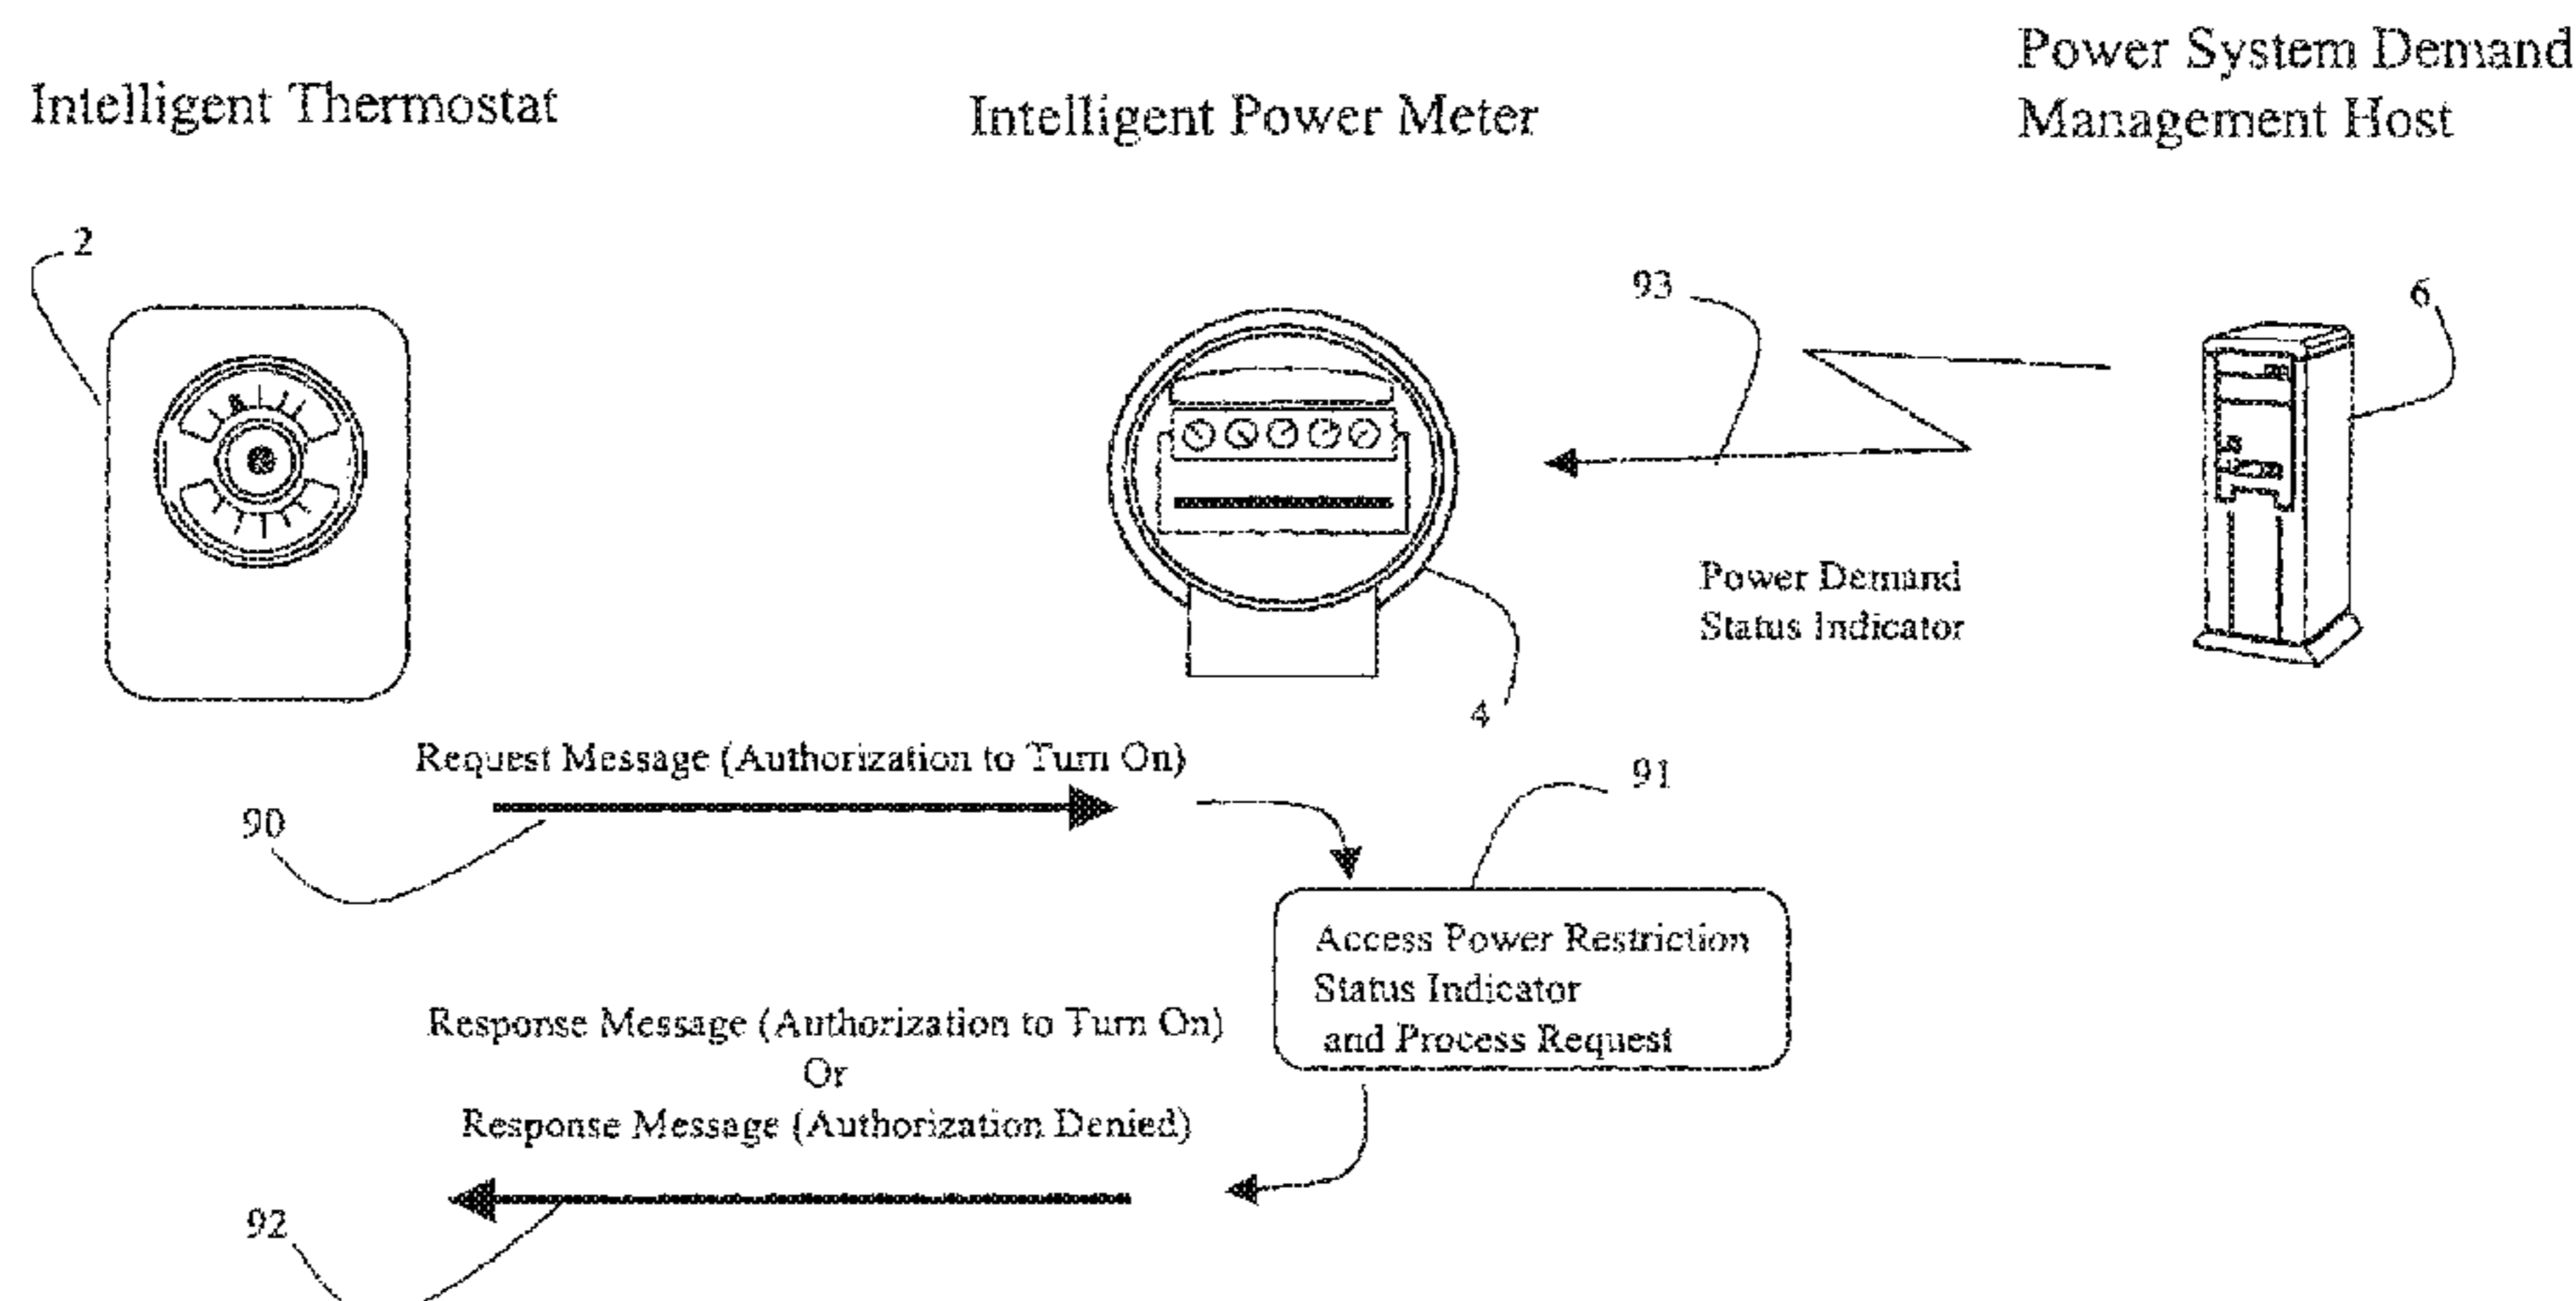 Intelligent Thermostat
Intelligent Power Meter
Power System Demand
Management Host
2
93
6
Power Demand
Status Indicator
4
Request Message (Authorization to Turn On)
90
91
Access Power Restriction
Status Indicator
and Process Request
Response Message (Authorization to Turn On)
Or
Response Message (Authorization Denied)
92